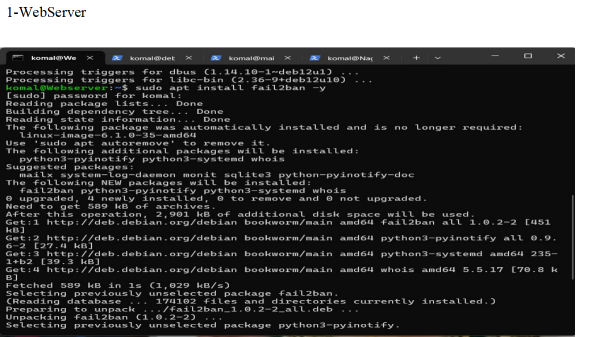 1-WebServer
komal@We × komal@det × komal@mai × komal@Nag × + 
Processing triggers for dbus (1.14.10-1~deb12u1) ...
Processing triggers for libc-bin (2.36-9+deb12u10) ...
komal@Webserver:~$ sudo apt install fail2ban -y
[sudo] password for komal:
Reading package lists... Done
Building dependency tree... Done
Reading state information... Done
The following package was automatically installed and is no longer required:
  linux-image-6.1.0-35-amd64
Use 'sudo apt autoremove' to remove it.
The following additional packages will be installed:
  python3-pyinotify python3-systemd whois
Suggested packages:
  mailx system-log-daemon monit sqlite3 python-pyinotify-doc
The following NEW packages will be installed:
  fail2ban python3-pyinotify python3-systemd whois
0 upgraded, 4 newly installed, 0 to remove and 0 not upgraded.
Need to get 589 kB of archives.
After this operation, 2,901 kB of additional disk space will be used.
Get:1 http://deb.debian.org/debian bookworm/main amd64 fail2ban all 1.0.2-2 [451
kB]
Get:2 http://deb.debian.org/debian bookworm/main amd64 python3-pyinotify all 0.9.
6-2 [27.4 kB]
Get:3 http://deb.debian.org/debian bookworm/main amd64 python3-systemd amd64 235-
1+b2 [39.3 kB]
Get:4 http://deb.debian.org/debian bookworm/main amd64 whois amd64 5.5.17 [70.8 k
B]
Fetched 589 kB in 1s (1,029 kB/s)
Selecting previously unselected package fail2ban.
(Reading database ... 174102 files and directories currently installed.)
Preparing to unpack .../fail2ban_1.0.2-2_all.deb ...
Unpacking fail2ban (1.0.2-2) ...
Selecting previously unselected package python3-pyinotify.